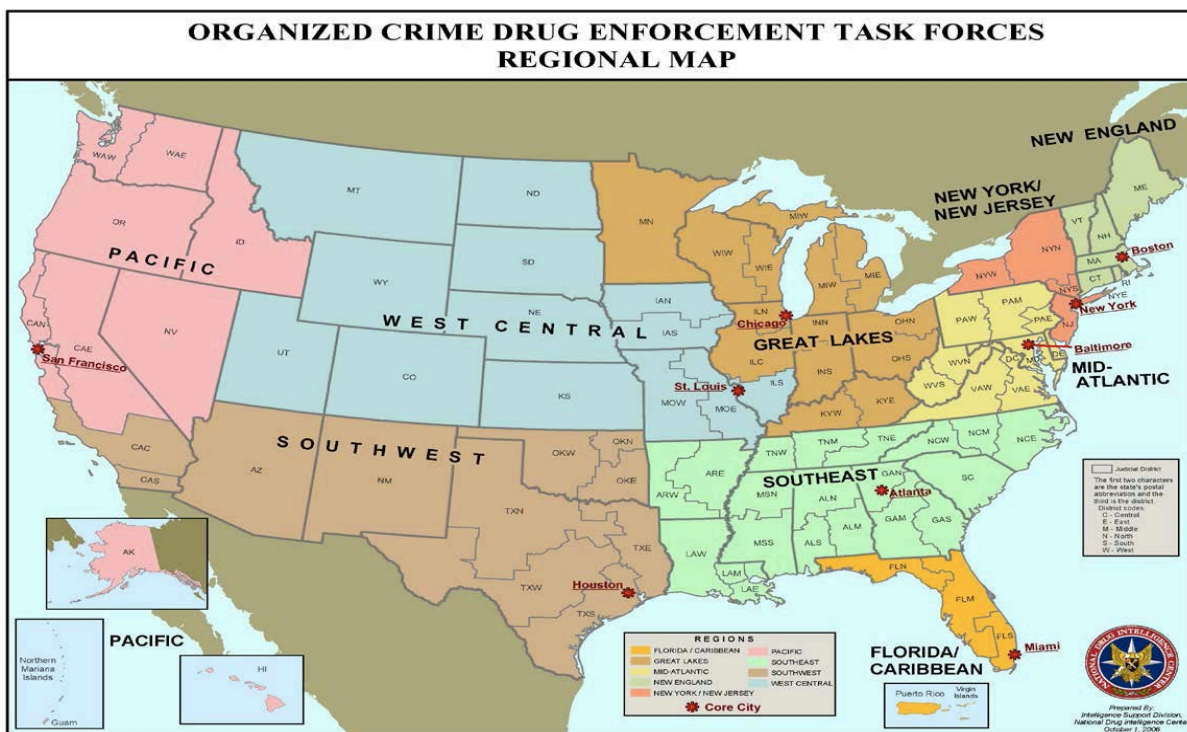 ORGANIZED CRIME DRUG ENFORCEMENT TASK FORCES
REGIONAL MAP
NEW ENGLAND
NEW YORK/
NEW JERSEY
PACIFIC
WEST CENTRAL
GREAT LAKES
MID-
ATLANTIC
SOUTHWEST
SOUTHEAST
FLORIDA/
CARIBBEAN
PACIFIC
WAW
WAE
OR
ID
CAN
CAE
NV
CAC
CAS
MT
ND
SD
WY
NE
UT
CO
KS
IAN
IAS
MOW
MOE
ILS
AZ
NM
OKW
OKN
OKE
TXN
TXE
TXW
TXS
MN
WIW
WIE
MIW
MIW
MIE
ILN
ILC
INN
INS
OHN
OHS
KYW
KYE
ARW
ARE
LAW
LAM
LAE
TNW
TNM
TNE
MSN
MSS
ALN
ALM
ALS
GAN
GAM
GAS
NCW
NCM
NCE
SC
FLN
FLM
FLS
PAW
PAM
PAE
WVN
WVS
VAW
VAE
DC
MD
DE
NJ
NYW
NYN
NYS
NYE
VT
NH
ME
MA
CT
RI
San Francisco
Houston
St. Louis
Chicago
Atlanta
Miami
Baltimore
New York
Boston
AK
HI
Northern
Mariana
Islands
Guam
Puerto Rico
Virgin
Islands
REGIONS
FLORIDA / CARIBBEAN
GREAT LAKES
MID-ATLANTIC
NEW ENGLAND
NEW YORK / NEW JERSEY
PACIFIC
SOUTHEAST
SOUTHWEST
WEST CENTRAL
Core City
Judicial District
The first two characters
are the state's postal
abbreviation and the
third is the district.
District codes:
C - Central
E - East
M - Middle
N - North
S - South
W - West
NATIONAL DRUG INTELLIGENCE CENTER
Prepared By:
Intelligence Support Division,
National Drug Intelligence Cente
October 1, 2006